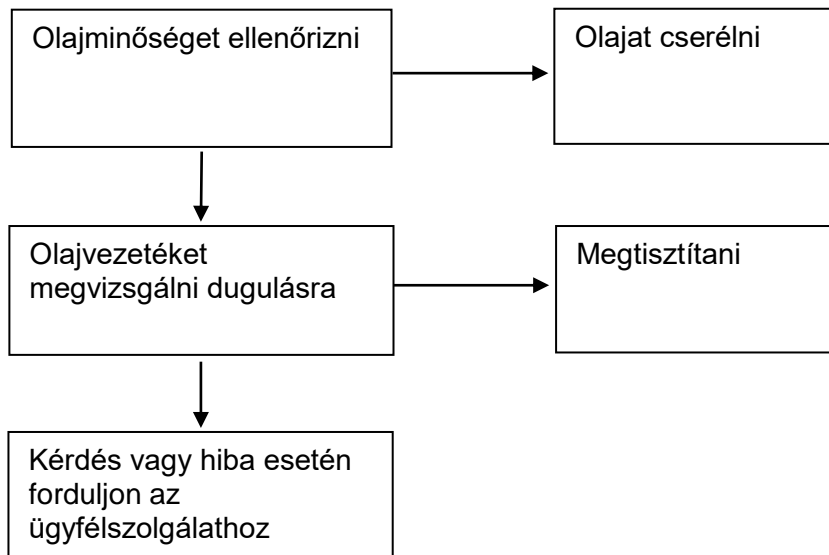 Olajminőséget ellenőrizni
Olajat cserélni
Olajvezetéket
megvizsgálni dugulásra
Megtisztítani
Kérdés vagy hiba esetén
forduljon az
ügyfélszolgálathoz